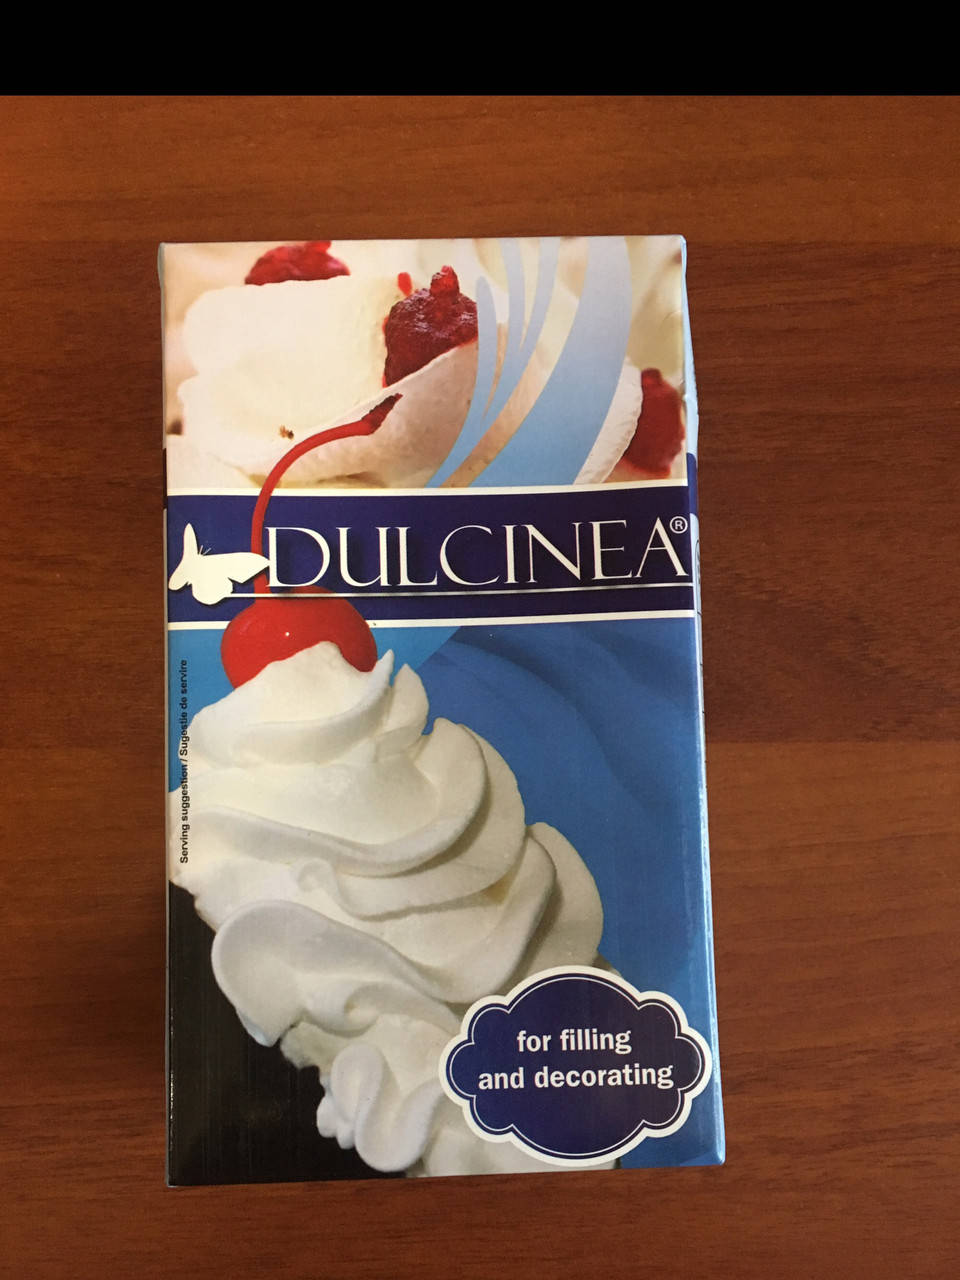 DULCINEA®
Serving suggestion / Sugestie de servire
for filling
and decorating